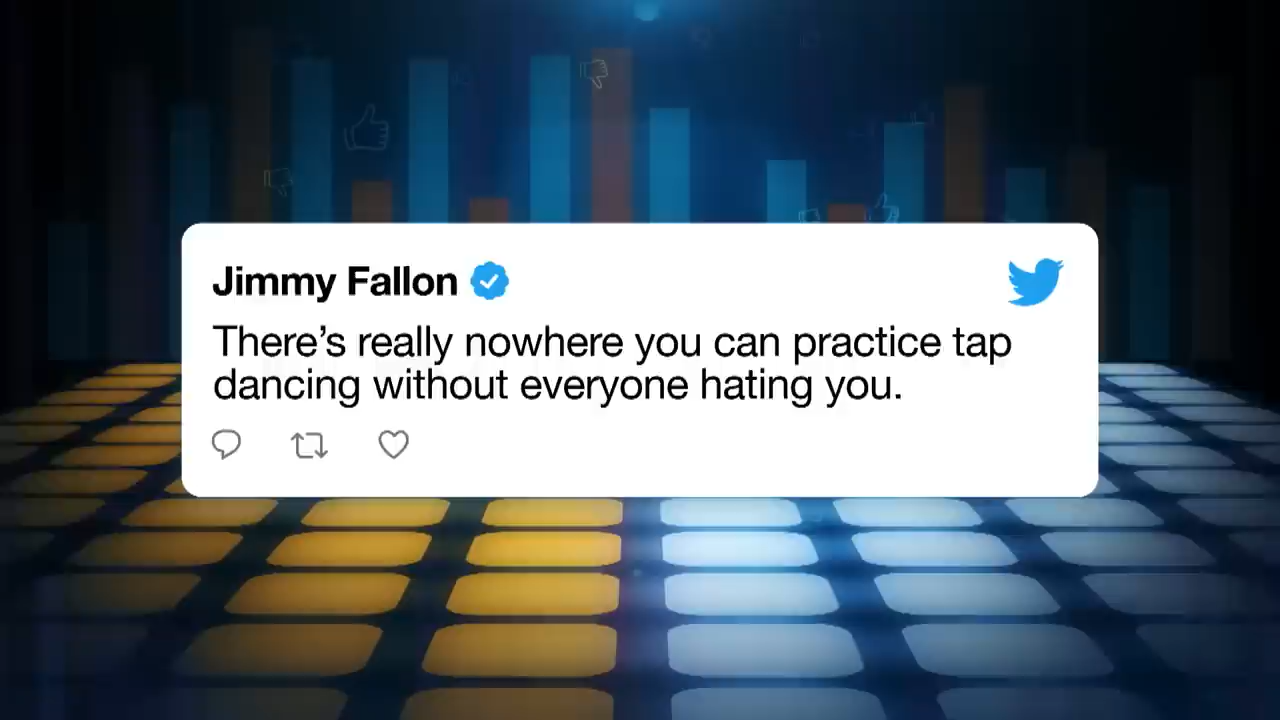 Jimmy Fallon
There’s really nowhere you can practice tap
dancing without everyone hating you.